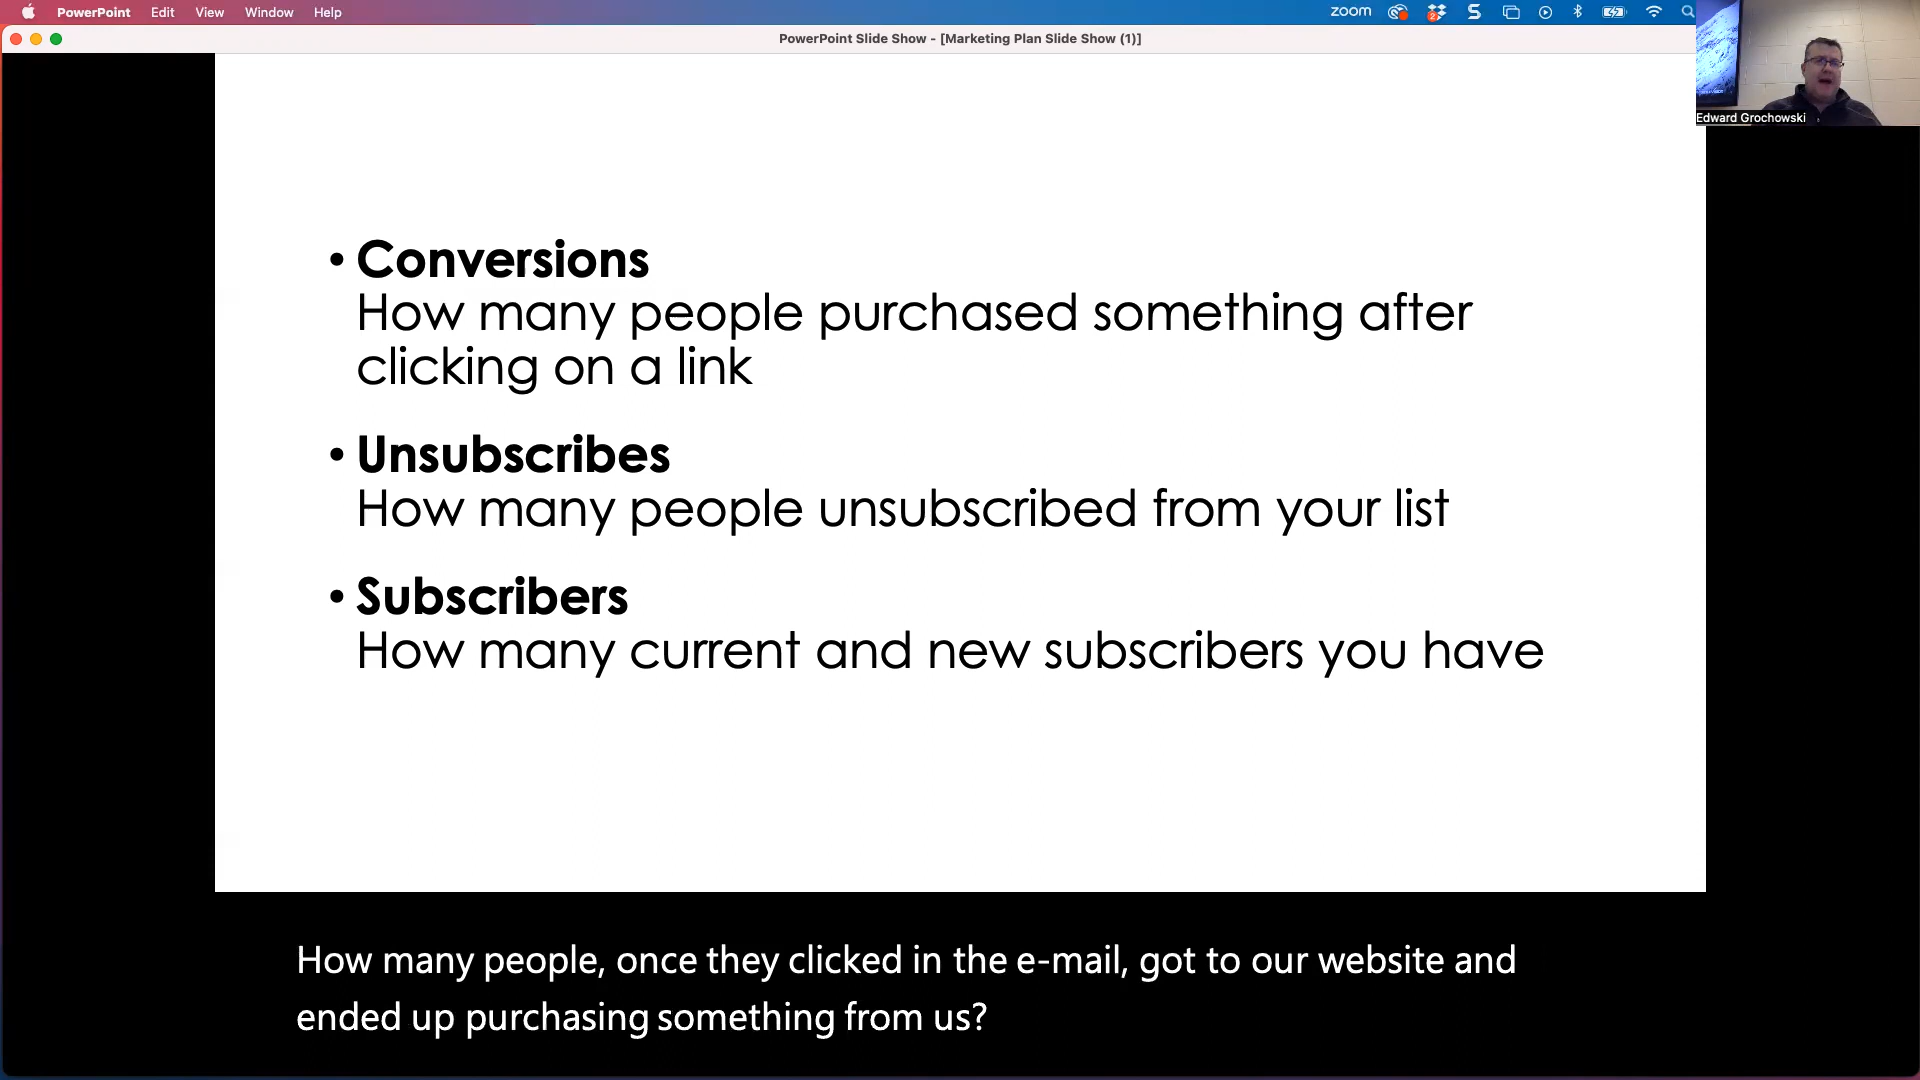 PowerPoint Edit View Window Help
zoom
2
PowerPoint Slide Show - [Marketing Plan Slide Show (1)]
Edward Grochowski
• Conversions
How many people purchased something after
clicking on a link
• Unsubscribes
How many people unsubscribed from your list
• Subscribers
How many current and new subscribers you have
How many people, once they clicked in the e-mail, got to our website and
ended up purchasing something from us?